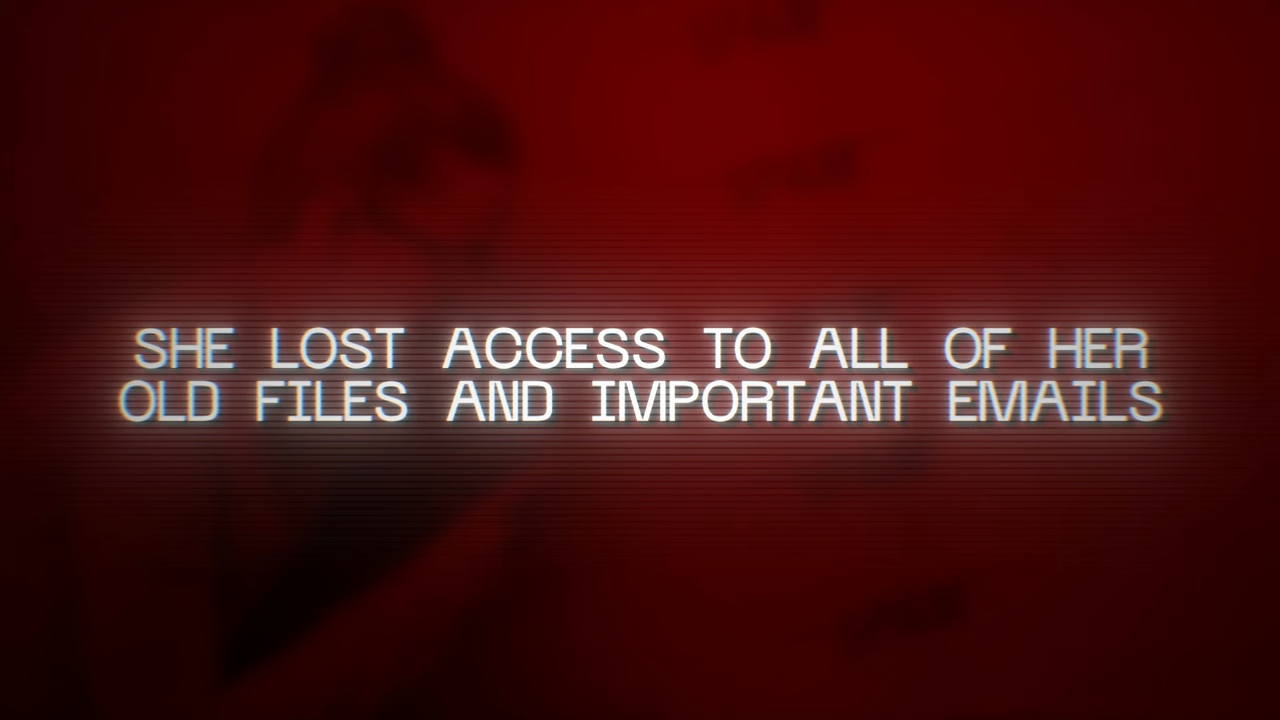 SHE LOST ACCESS TO ALL OF HER
OLD FILES AND IMPORTANT EMAILS